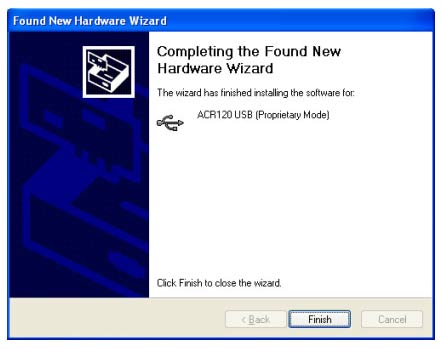 Found New Hardware Wizard
Completing the Found New
Hardware Wizard
The wizard has finished installing the software for:
ACR120 USB (Proprietary Mode)
Click Finish to close the wizard.
< Back Finish Cancel